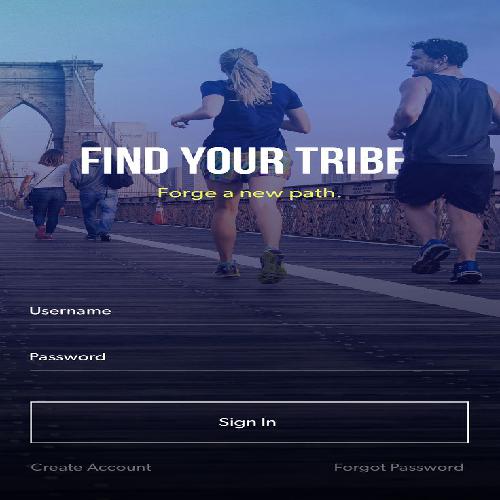 FIND YOUR TRIBE
Forge a new path.
Username
Password
Sign In
Create Account
Forgot Password